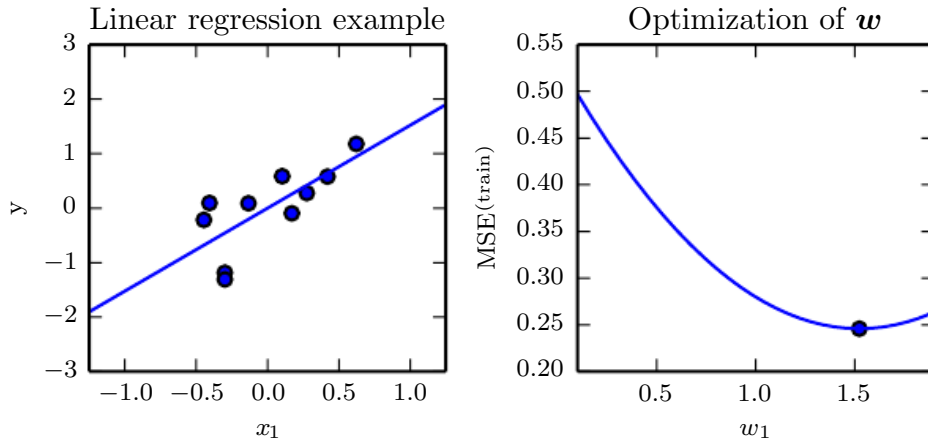 Linear regression example
3
2
1
0
−1
−2
−3
y
−1.0 −0.5 0.0 0.5 1.0
x₁
Optimization of w
0.55
0.50
0.45
0.40
0.35
0.30
0.25
0.20
MSE(train)
0.5 1.0 1.5
w₁